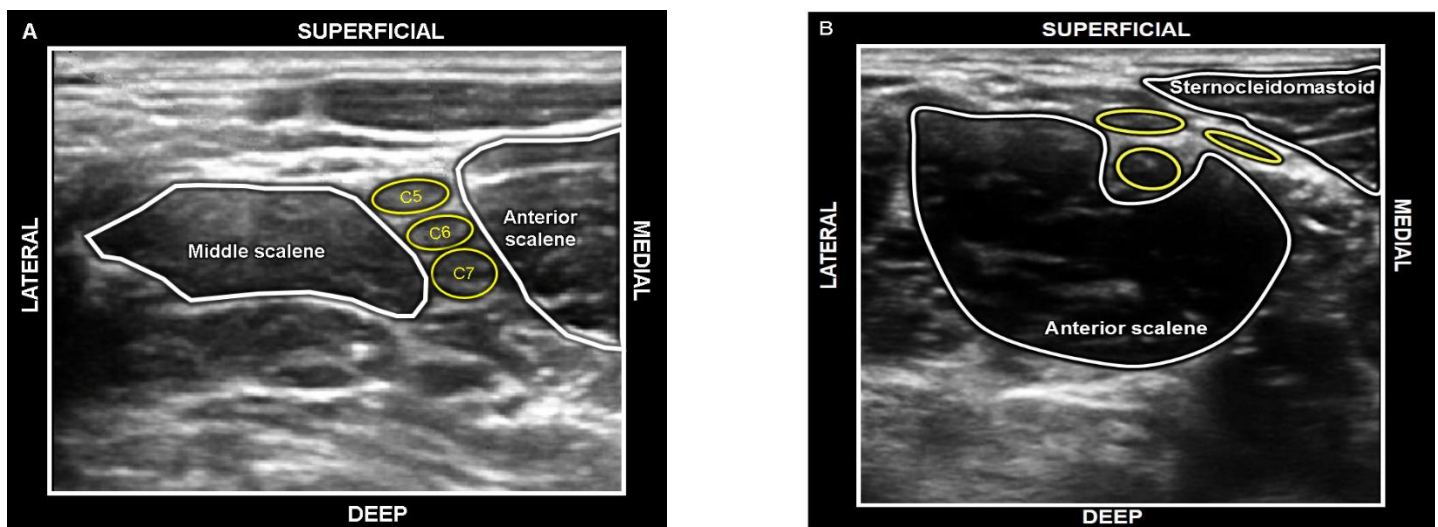 A
SUPERFICIAL
C5
C6
C7
Middle scalene
Anterior
scalene
LATERAL
MEDIAL
DEEP
B
SUPERFICIAL
Sternocleidomastoid
Anterior scalene
LATERAL
MEDIAL
DEEP